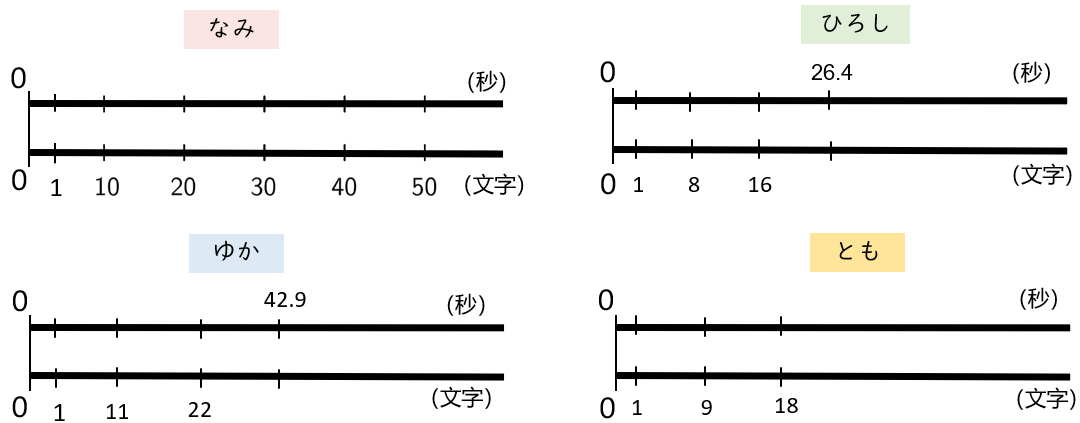 なみ
0 (秒)
0 1 10 20 30 40 50 (文字)
ひろし
0 26.4 (秒)
0 1 8 16 (文字)
ゆか
0 42.9 (秒)
0 1 11 22 (文字)
とも
0 (秒)
0 1 9 18 (文字)